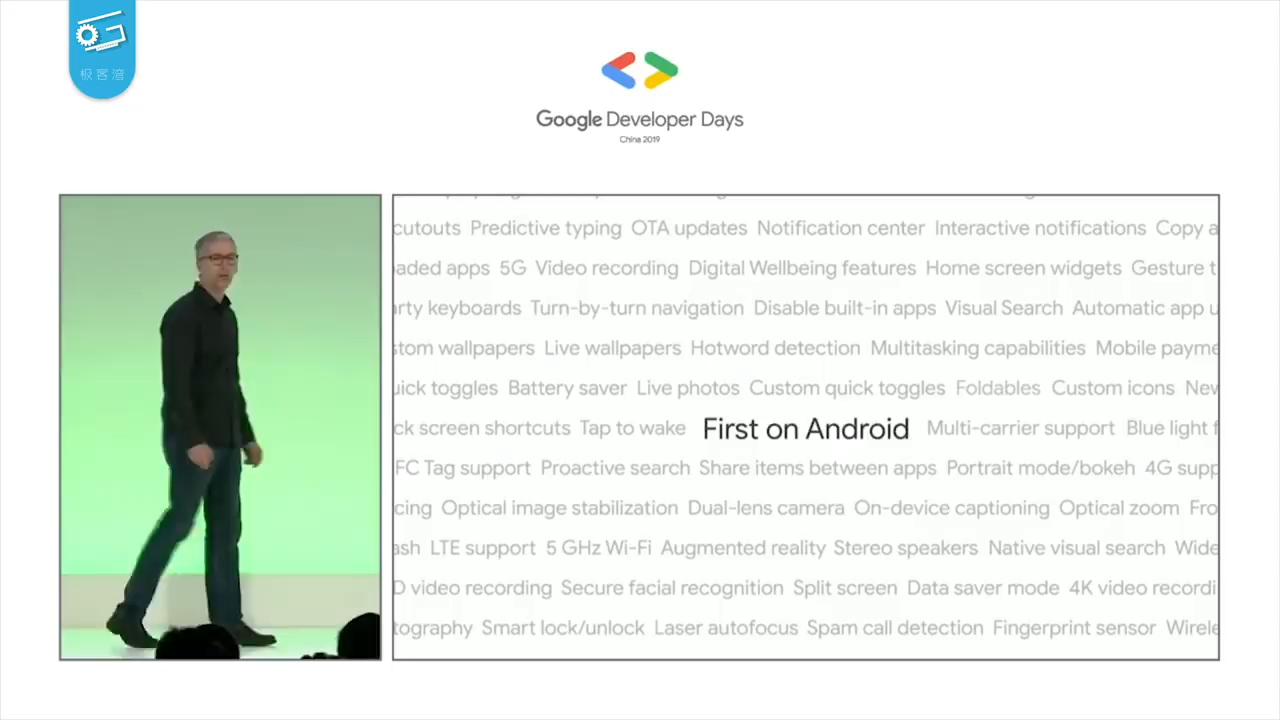 极客湾
Google Developer Days
China 2019
cutouts Predictive typing OTA updates Notification center Interactive notifications Copy a
aded apps 5G Video recording Digital Wellbeing features Home screen widgets Gesture t
rty keyboards Turn-by-turn navigation Disable built-in apps Visual Search Automatic app u
stom wallpapers Live wallpapers Hotword detection Multitasking capabilities Mobile payme
uick toggles Battery saver Live photos Custom quick toggles Foldables Custom icons New
ck screen shortcuts Tap to wake First on Android Multi-carrier support Blue light f
FC Tag support Proactive search Share items between apps Portrait mode/bokeh 4G supp
cing Optical image stabilization Dual-lens camera On-device captioning Optical zoom Fro
ash LTE support 5 GHz Wi-Fi Augmented reality Stereo speakers Native visual search Wide
D video recording Secure facial recognition Split screen Data saver mode 4K video recordi
tography Smart lock/unlock Laser autofocus Spam call detection Fingerprint sensor Wirele